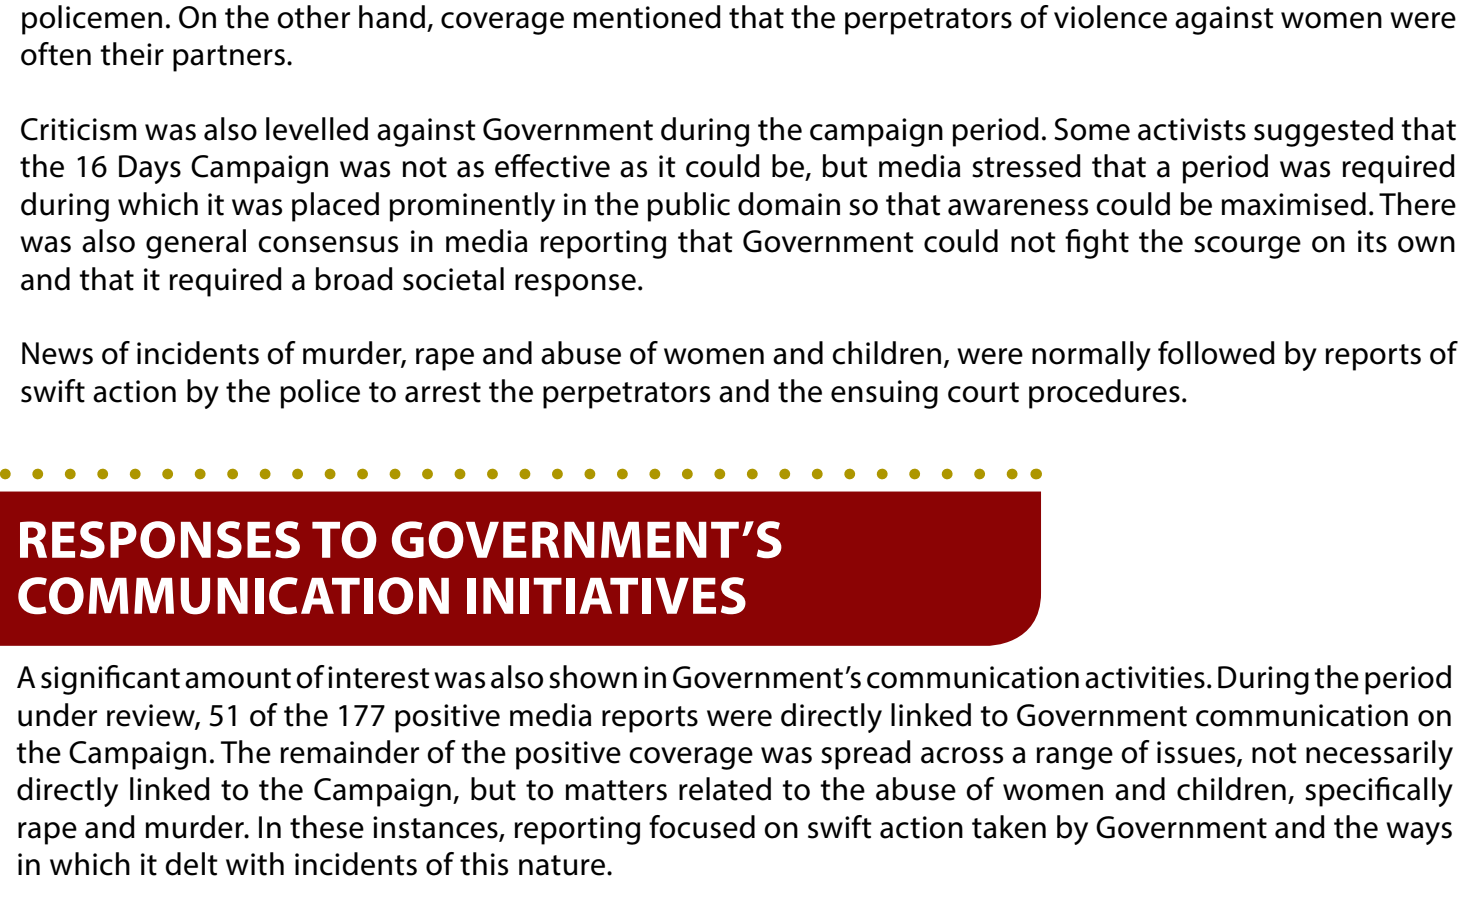 policemen. On the other hand, coverage mentioned that the perpetrators of violence against women were
often their partners.
Criticism was also levelled against Government during the campaign period. Some activists suggested that
the 16 Days Campaign was not as effective as it could be, but media stressed that a period was required
during which it was placed prominently in the public domain so that awareness could be maximised. There
was also general consensus in media reporting that Government could not fight the scourge on its own
and that it required a broad societal response.
News of incidents of murder, rape and abuse of women and children, were normally followed by reports of
swift action by the police to arrest the perpetrators and the ensuing court procedures.
RESPONSES TO GOVERNMENT’S
COMMUNICATION INITIATIVES
A significant amount of interest was also shown in Government’s communication activities. During the period
under review, 51 of the 177 positive media reports were directly linked to Government communication on
the Campaign. The remainder of the positive coverage was spread across a range of issues, not necessarily
directly linked to the Campaign, but to matters related to the abuse of women and children, specifically
rape and murder. In these instances, reporting focused on swift action taken by Government and the ways
in which it delt with incidents of this nature.